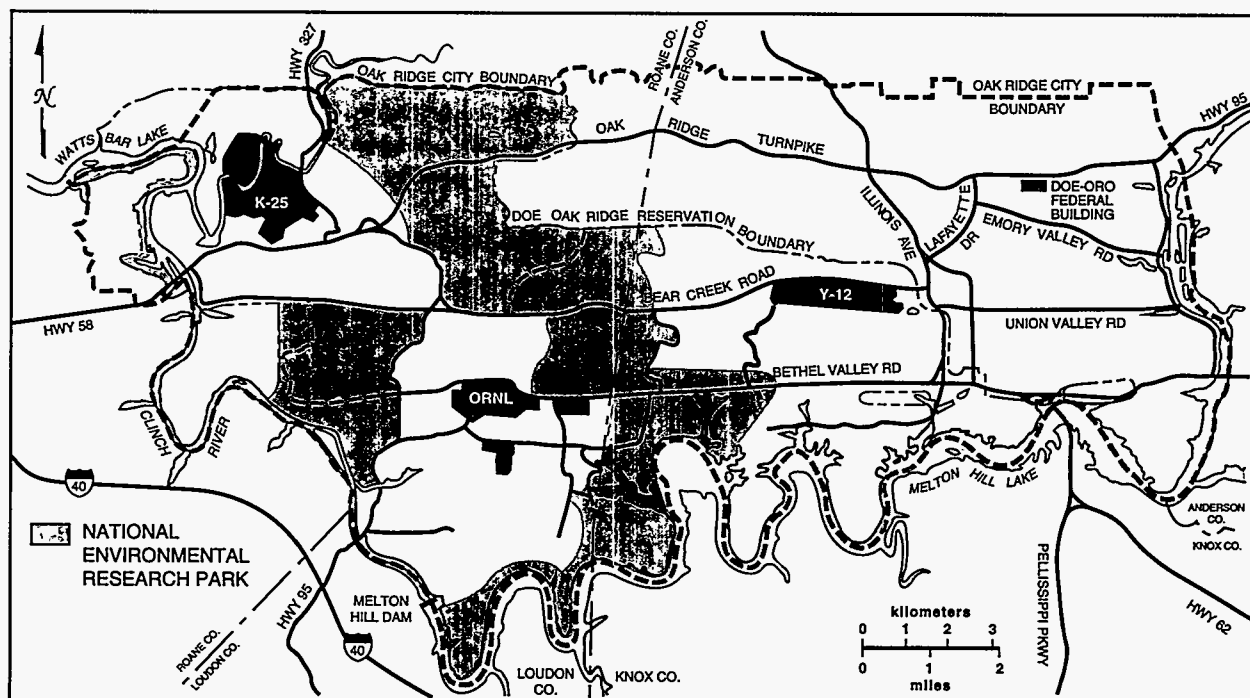 N
HWY 327
OAK RIDGE CITY BOUNDARY
ROANE CO.
ANDERSON CO.
OAK RIDGE CITY
BOUNDARY
HWY 95
WATTS BAR LAKE
OAK RIDGE TURNPIKE
K-25
DOE OAK RIDGE RESERVATION BOUNDARY
ILLINOIS AVE
LAFAYETTE
DR
DOE-ORO
FEDERAL
BUILDING
EMORY VALLEY RD
EAR CREEK ROAD
Y-12
HWY 58
UNION VALLEY RD
BETHEL VALLEY RD
ORNL
CLINCH
RIVER
40
MELTON HILL LAKE
ANDERSON
CO.
KNOX CO.
NATIONAL
ENVIRONMENTAL
RESEARCH PARK
PELLISSIPPI PKWY
HWY 62
HWY 95
MELTON
HILL DAM
ROANE CO.
LOUDON CO.
40
LOUDON
CO.
KNOX CO.
kilometers
0 1 2 3
0 1 2
miles